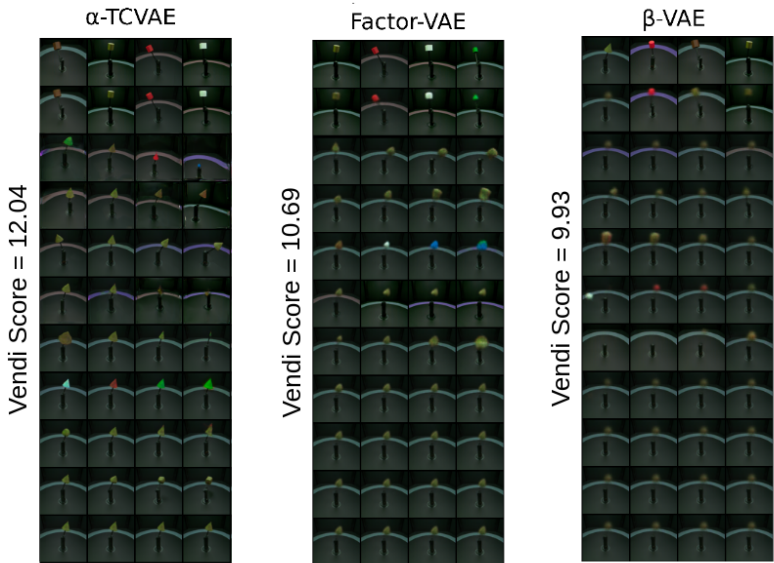 α-TCVAE
Factor-VAE
β-VAE
Vendi Score = 12.04
Vendi Score = 10.69
Vendi Score = 9.93